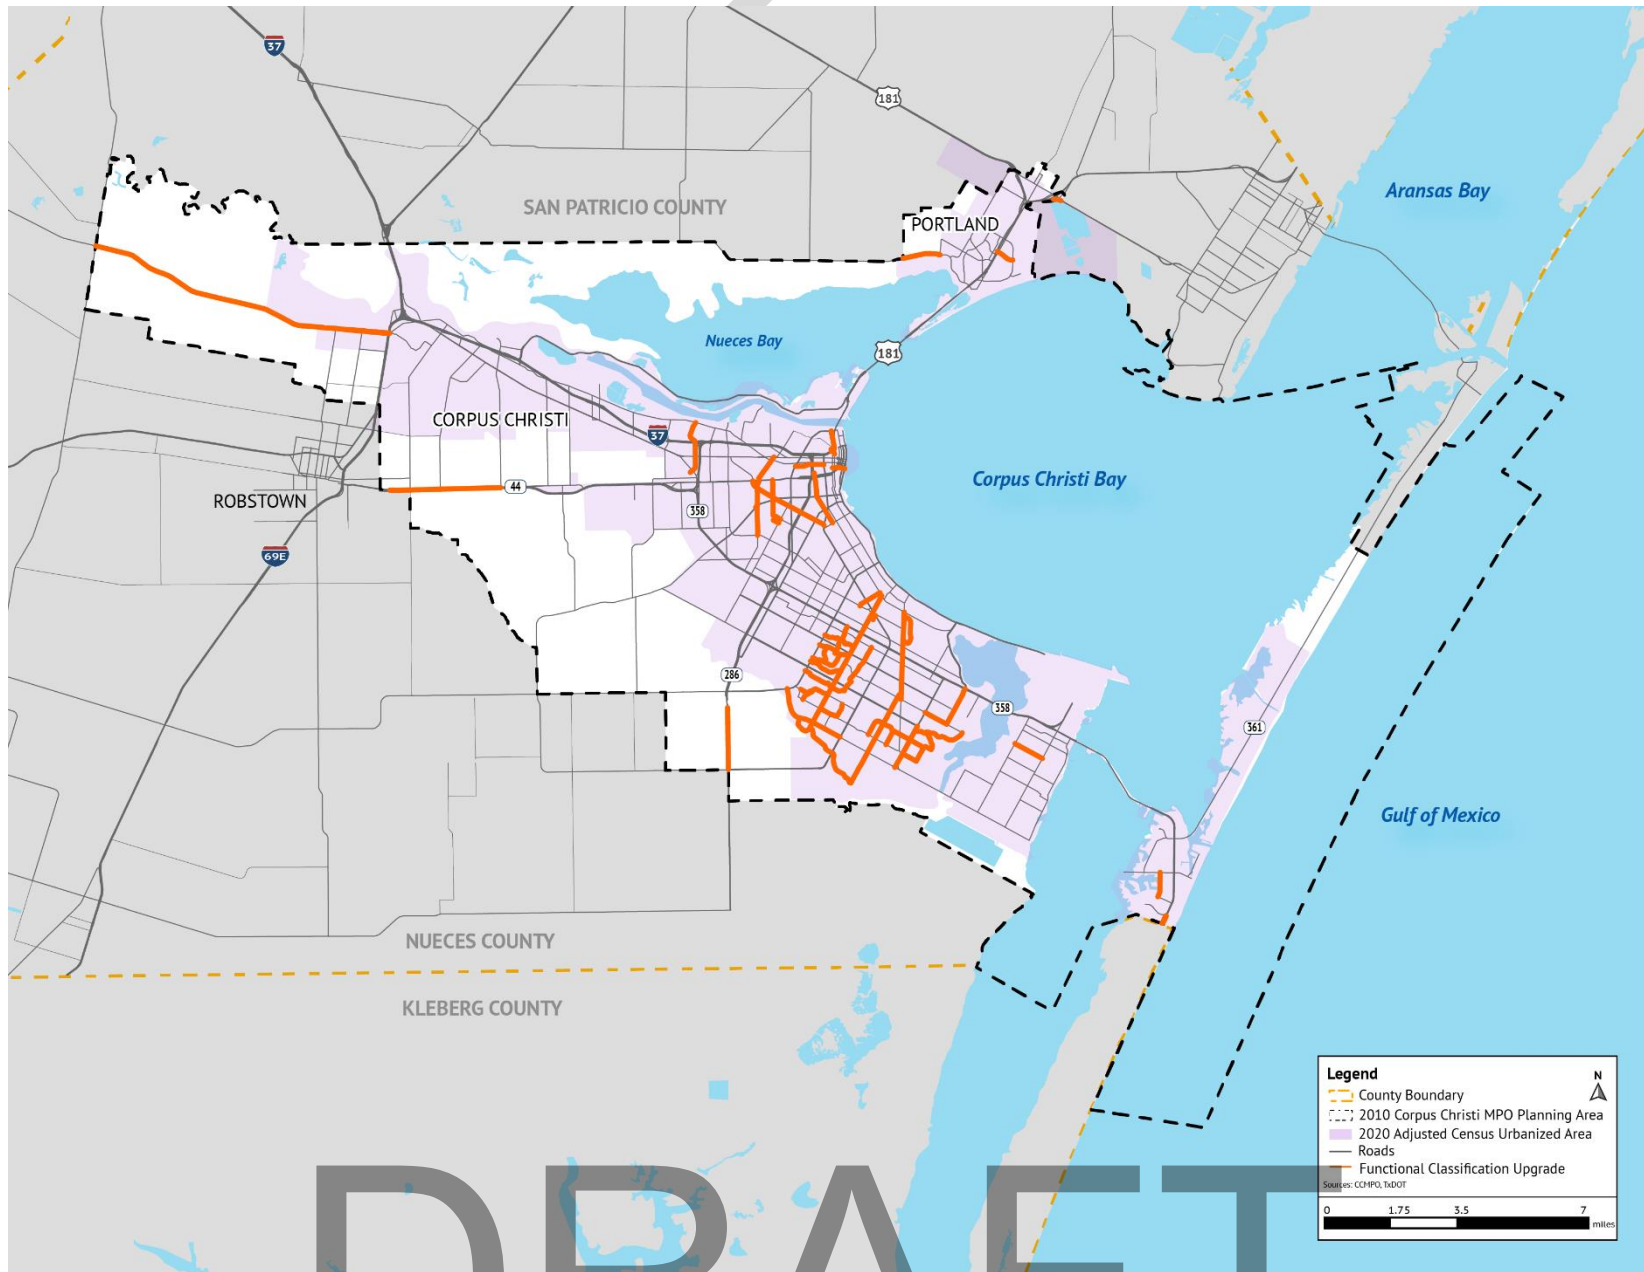 37
181
Aransas Bay
SAN PATRICIO COUNTY
PORTLAND
Nueces Bay
181
CORPUS CHRISTI
37
Corpus Christi Bay
44
ROBSTOWN
358
69E
286
358
361
Gulf of Mexico
NUECES COUNTY
KLEBERG COUNTY
Legend
N
County Boundary
2010 Corpus Christi MPO Planning Area
2020 Adjusted Census Urbanized Area
Roads
Functional Classification Upgrade
Sources: CCMPO, TxDOT
0 1.75 3.5 7
miles
DRAFT